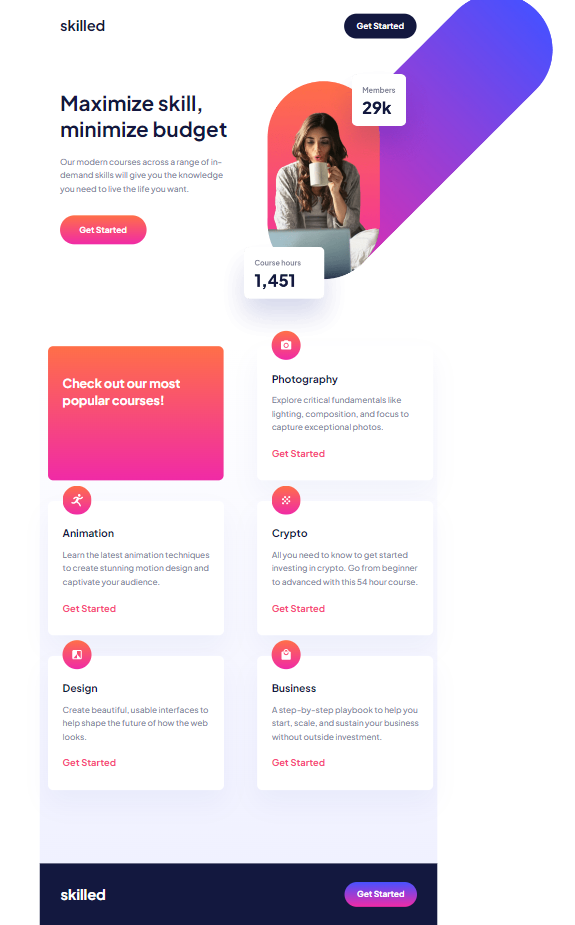 skilled
Get Started
Members
29k
Maximize skill,
minimize budget
Our modern courses across a range of in-
demand skills will give you the knowledge
you need to live the life you want.
Get Started
Course hours
1,451
Check out our most
popular courses!
Photography
Explore critical fundamentals like
lighting, composition, and focus to
capture exceptional photos.
Get Started
Animation
Learn the latest animation techniques
to create stunning motion design and
captivate your audience.
Get Started
Crypto
All you need to know to get started
investing in crypto. Go from beginner
to advanced with this 54 hour course.
Get Started
Design
Create beautiful, usable interfaces to
help shape the future of how the web
looks.
Get Started
Business
A step-by-step playbook to help you
start, scale, and sustain your business
without outside investment.
Get Started
skilled
Get Started